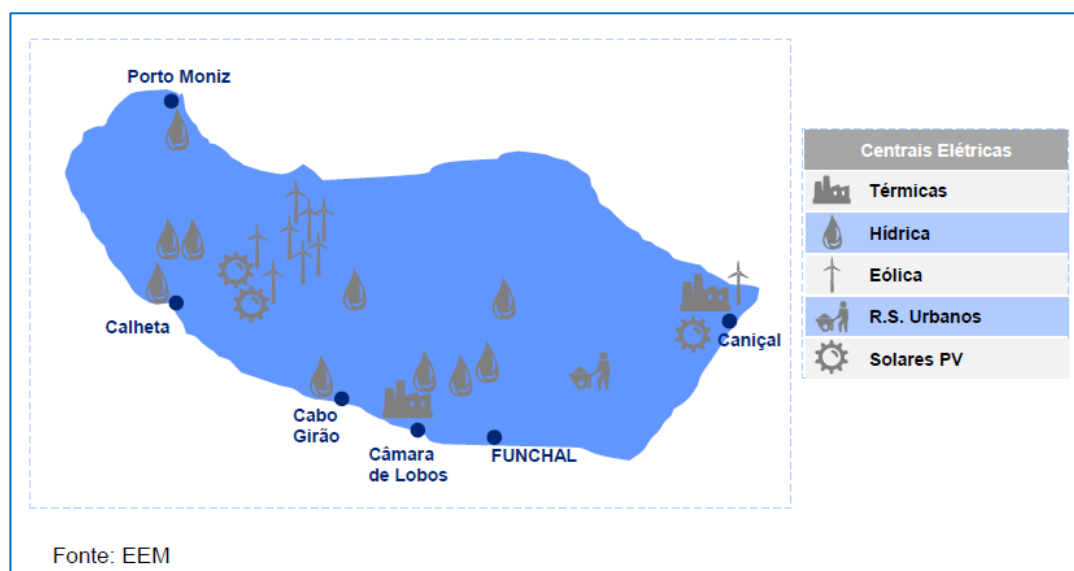 Porto Moniz
Centrais Elétricas
Térmicas
Hídrica
Eólica
R.S. Urbanos
Solares PV
Calheta
Caniçal
Cabo
Girão
Câmara
de Lobos
FUNCHAL
Fonte: EEM